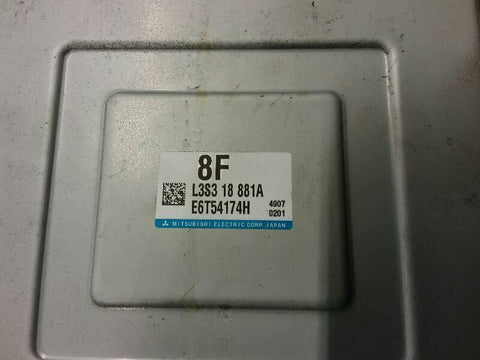 8F
L3S3 18 881A
E6T54174H 4907
0201
MITSUBISHI ELECTRIC CORP. JAPAN